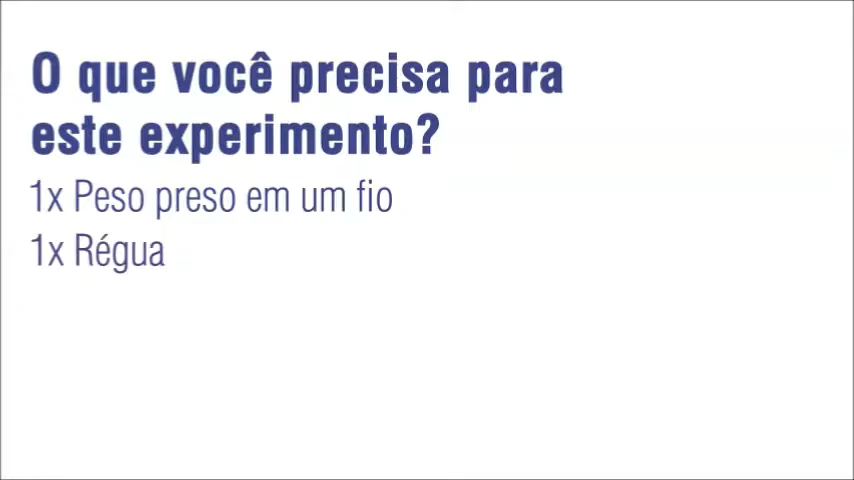 O que você precisa para
este experimento?
1x Peso preso em um fio
1x Régua